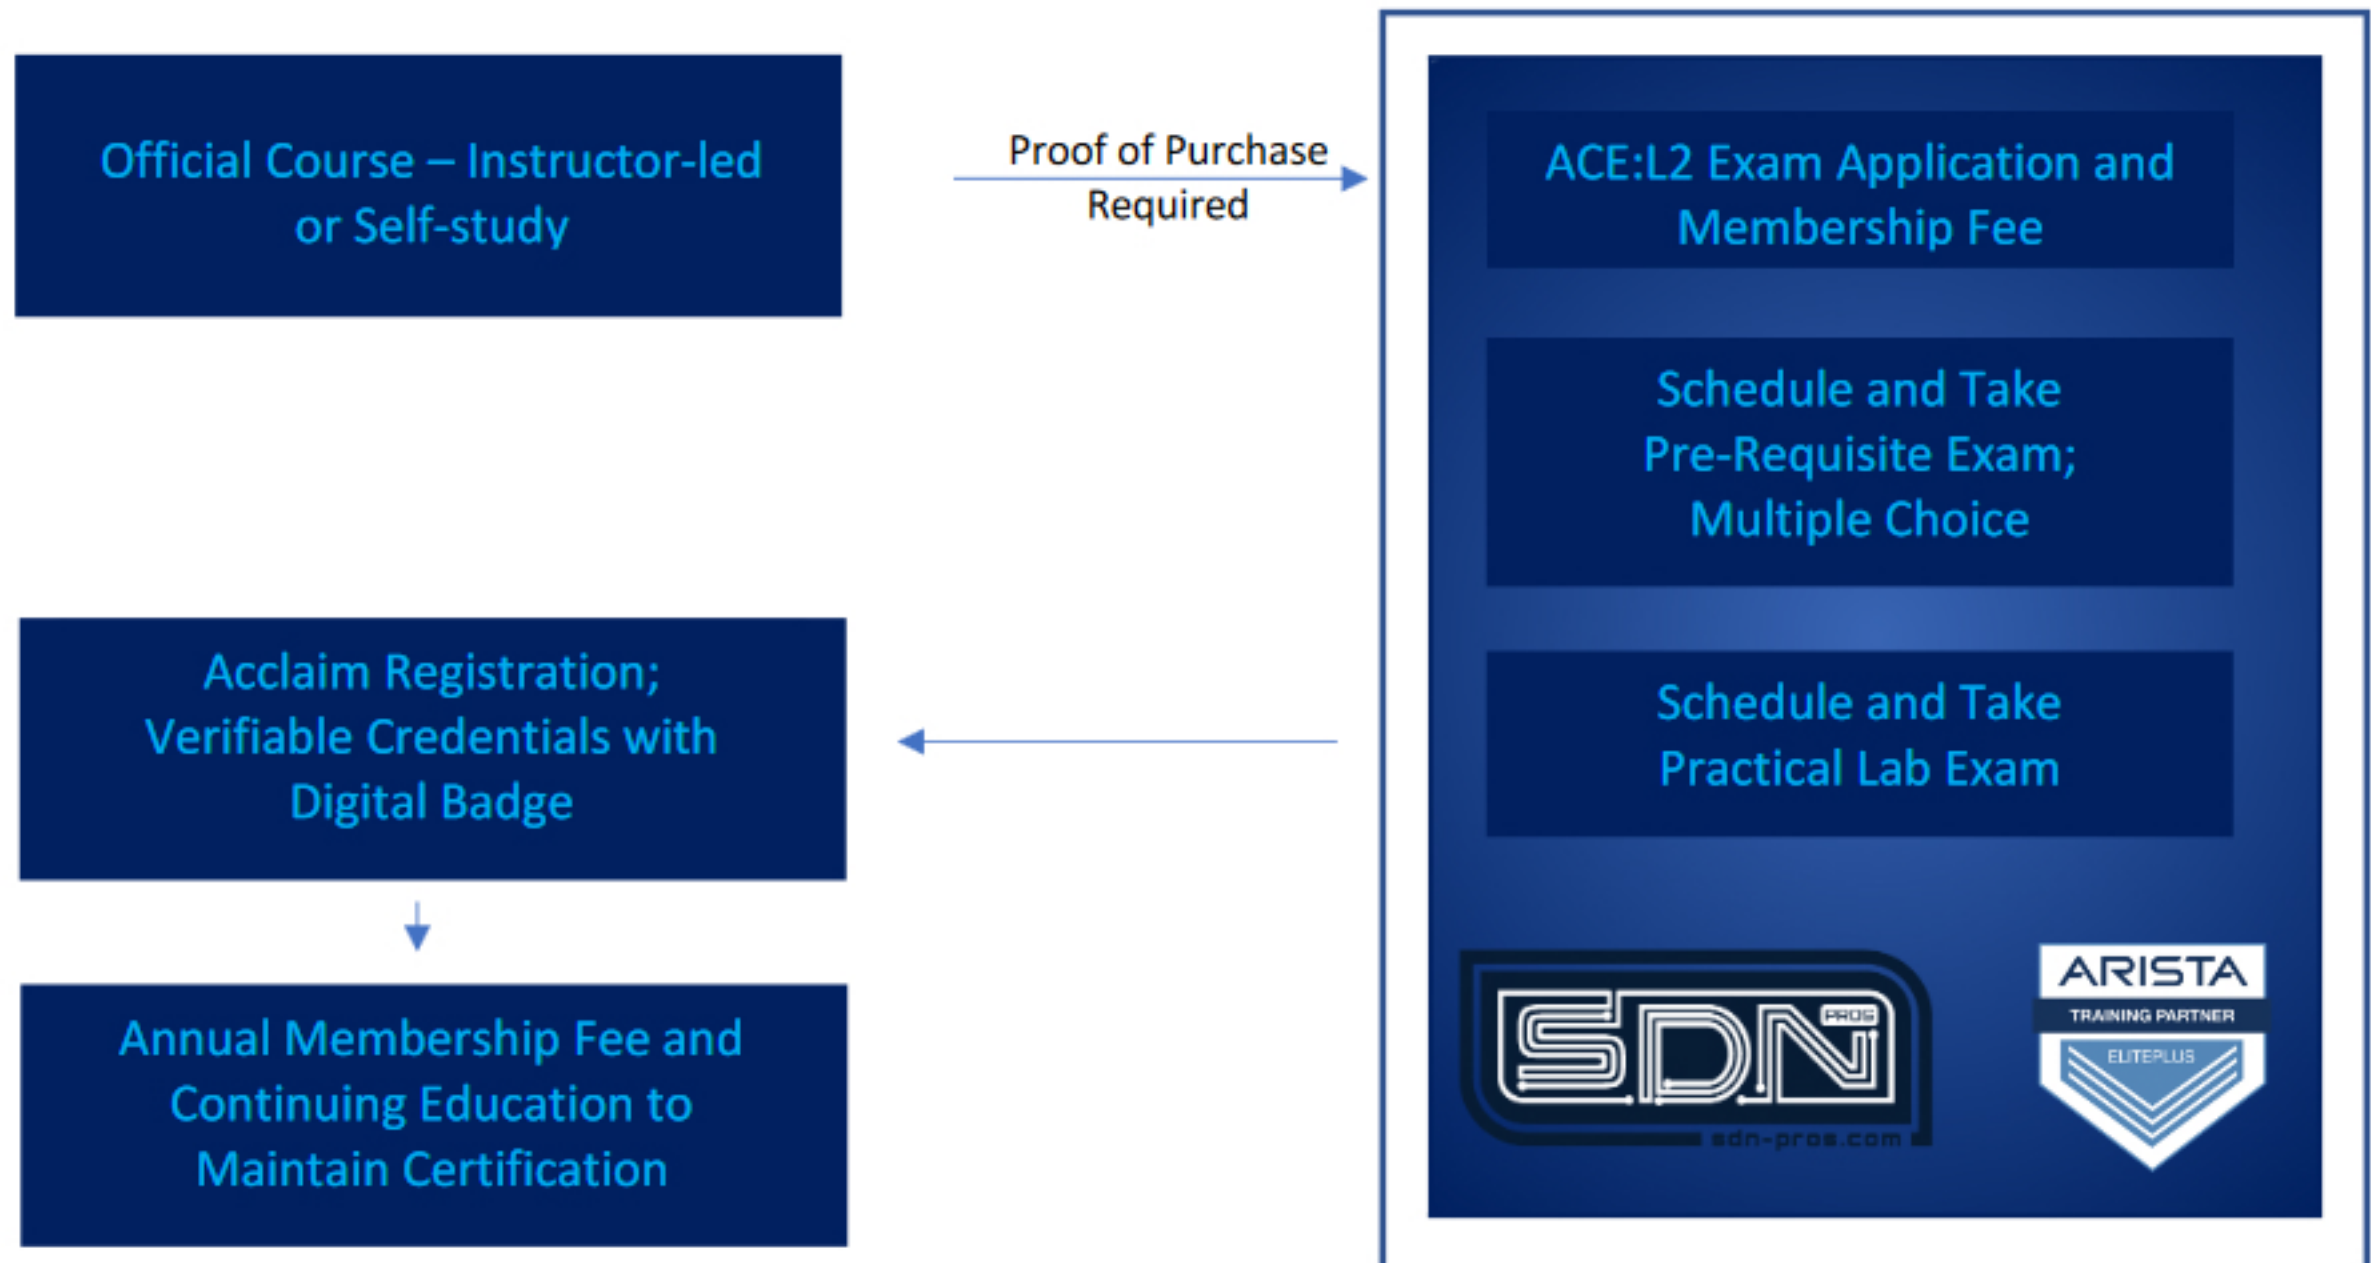 Official Course – Instructor-led
or Self-study
Proof of Purchase
Required
ACE:L2 Exam Application and
Membership Fee
Schedule and Take
Pre-Requisite Exam;
Multiple Choice
Schedule and Take
Practical Lab Exam
Acclaim Registration;
Verifiable Credentials with
Digital Badge
Annual Membership Fee and
Continuing Education to
Maintain Certification
SDN
PROS
sdn-pros.com
ARISTA
TRAINING PARTNER
ELITEPLUS